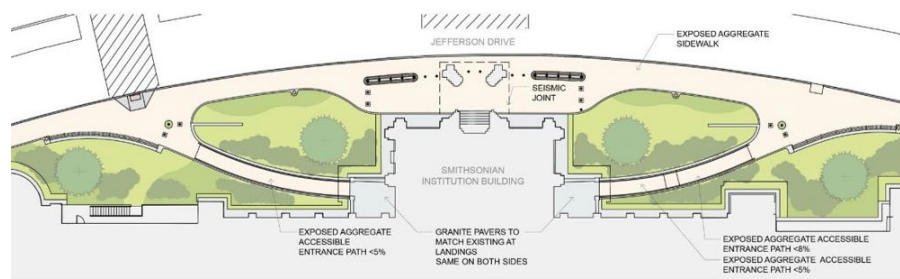 JEFFERSON DRIVE
EXPOSED AGGREGATE
SIDEWALK
SEISMIC
JOINT
SMITHSONIAN
INSTITUTION BUILDING
EXPOSED AGGREGATE
ACCESSIBLE
ENTRANCE PATH <5%
GRANITE PAVERS TO
MATCH EXISTING AT
LANDINGS
SAME ON BOTH SIDES
EXPOSED AGGREGATE ACCESSIBLE
ENTRANCE PATH <8%
EXPOSED AGGREGATE ACCESSIBLE
ENTRANCE PATH <5%